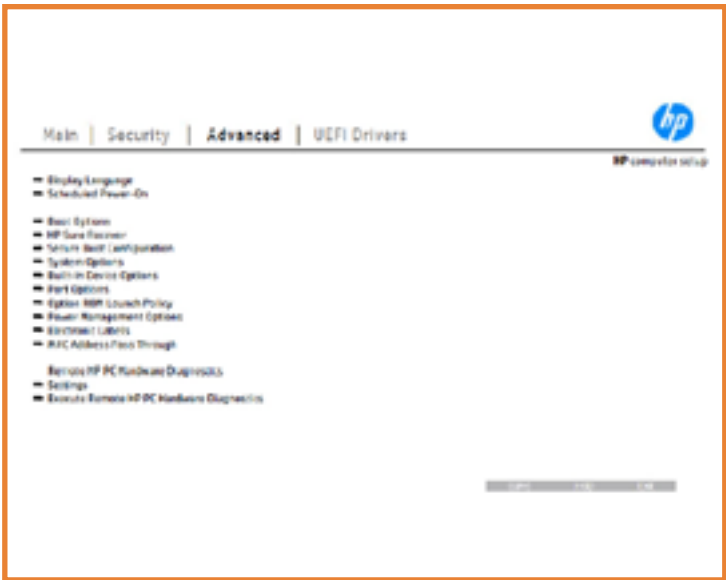 hp
Main | Security | Advanced | UEFI Drivers
HP computer setup
Display Language
Scheduled Power-On
Boot Options
HP Sure Recover
Secure Boot Configuration
System Options
Built-in Device Options
Port Options
Option ROM Launch Policy
Power Management Options
Electronic Labels
MAC Address Pass Through
Remote HP PC Hardware Diagnostics
Settings
Execute Remote HP PC Hardware Diagnostics